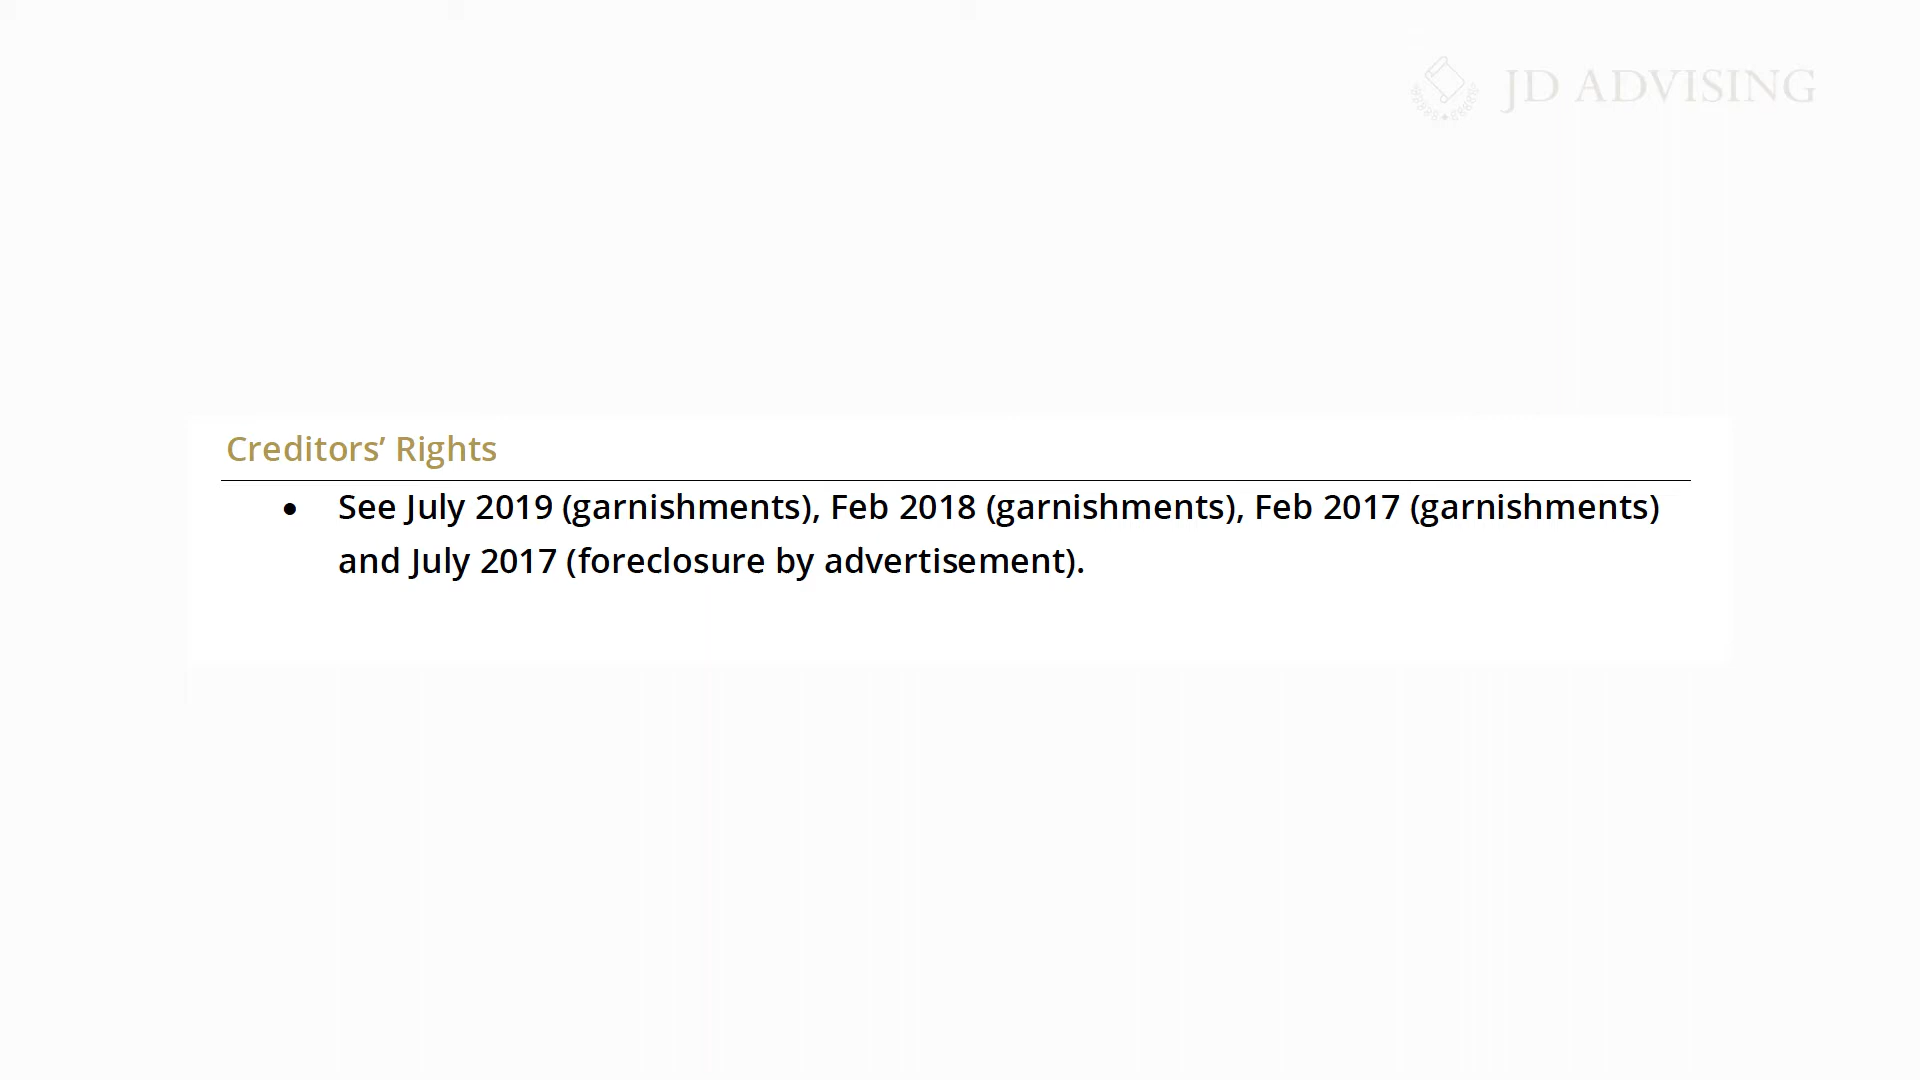 JD ADVISING
Creditors’ Rights
• See July 2019 (garnishments), Feb 2018 (garnishments), Feb 2017 (garnishments)
and July 2017 (foreclosure by advertisement).